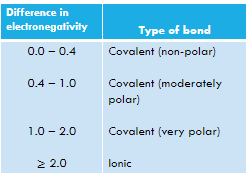 Difference in
electronegativity
Type of bond
0.0 – 0.4
Covalent (non-polar)
0.4 – 1.0
Covalent (moderately
polar)
1.0 – 2.0
Covalent (very polar)
≥ 2.0
Ionic